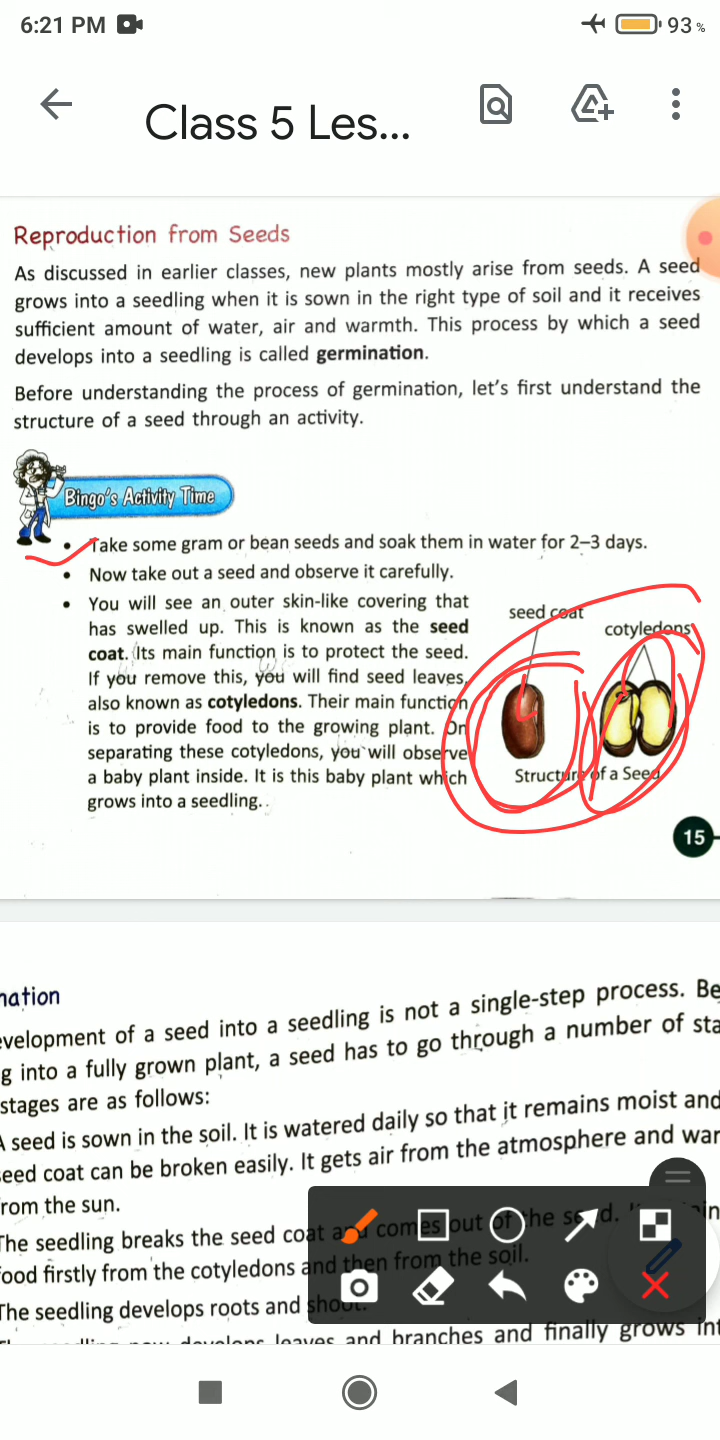 6:21 PM
93%
Class 5 Les...
Reproduction from Seeds
As discussed in earlier classes, new plants mostly arise from seeds. A seed
grows into a seedling when it is sown in the right type of soil and it receives
sufficient amount of water, air and warmth. This process by which a seed
develops into a seedling is called germination.
Before understanding the process of germination, let's first understand the
structure of a seed through an activity.
Bingo's Activity Time
• Take some gram or bean seeds and soak them in water for 2–3 days.
• Now take out a seed and observe it carefully.
• You will see an outer skin-like covering that
has swelled up. This is known as the seed
coat. Its main function is to protect the seed.
If you remove this, you will find seed leaves,
also known as cotyledons. Their main function
is to provide food to the growing plant. On
separating these cotyledons, you will observe
a baby plant inside. It is this baby plant which
grows into a seedling.
seed coat
cotyledons
Structure of a Seed
15
nation
evelopment of a seed into a seedling is not a single-step process. Be
g into a fully grown plant, a seed has to go through a number of sta
stages are as follows:
A seed is sown in the soil. It is watered daily so that it remains moist and
seed coat can be broken easily. It gets air from the atmosphere and war
rom the sun.
The seedling breaks the seed coat and comes out of the seed.
ood firstly from the cotyledons and then from the soil.
The seedling develops roots and shoot.
develops leaves and branches and finally grows int